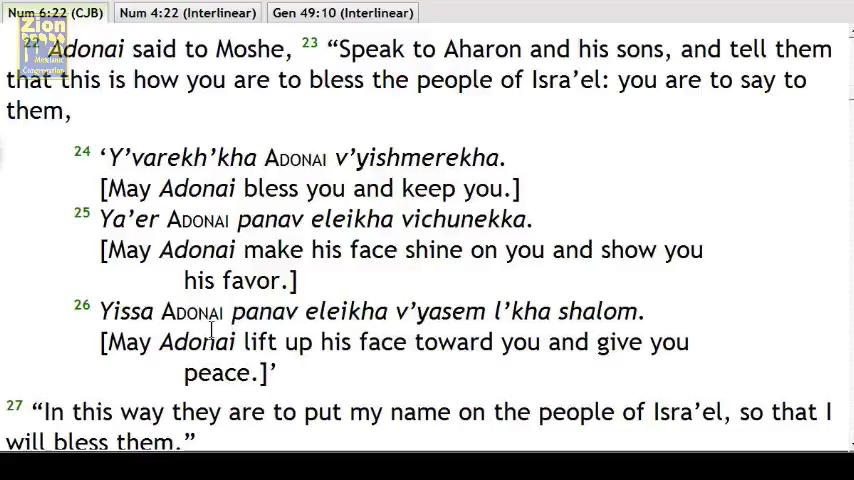 Num 6:22 (CJB) Num 4:22 (Interlinear) Gen 49:10 (Interlinear)
Zion
Messianic
Congregation
22 Adonai said to Moshe, 23 “Speak to Aharon and his sons, and tell them
that this is how you are to bless the people of Isra’el: you are to say to
them,
24 ‘Y’varekh’kha ADONAI v’yishmerekha.
[May Adonai bless you and keep you.]
25 Ya’er ADONAI panav eleikha vichunekka.
[May Adonai make his face shine on you and show you
his favor.]
26 Yissa ADONAI panav eleikha v’yasem l’kha shalom.
[May Adonai lift up his face toward you and give you
peace.]’
27 “In this way they are to put my name on the people of Isra’el, so that I
will bless them.”